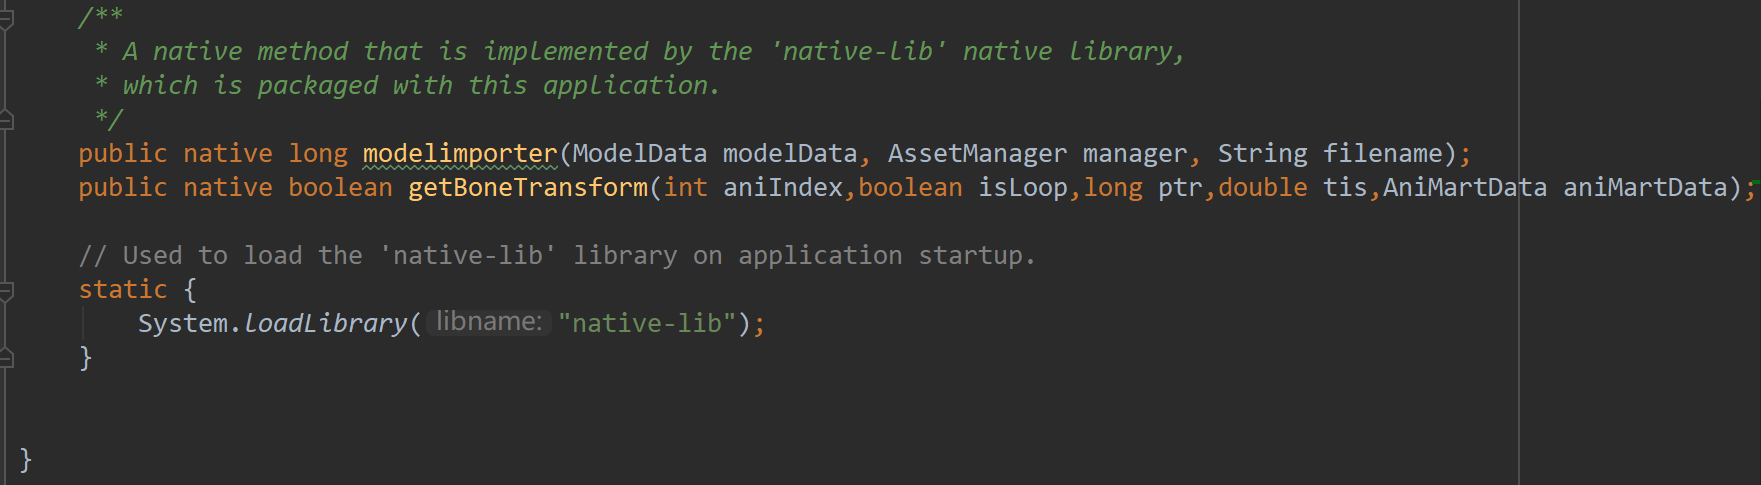 /**
* A native method that is implemented by the 'native-lib' native library,
* which is packaged with this application.
*/
public native long modelimporter(ModelData modelData, AssetManager manager, String filename);
public native boolean getBoneTransform(int aniIndex,boolean isLoop,long ptr,double tis,AniMartData aniMartData);
// Used to load the 'native-lib' library on application startup.
static {
System.loadLibrary( libname: "native-lib");
}
}